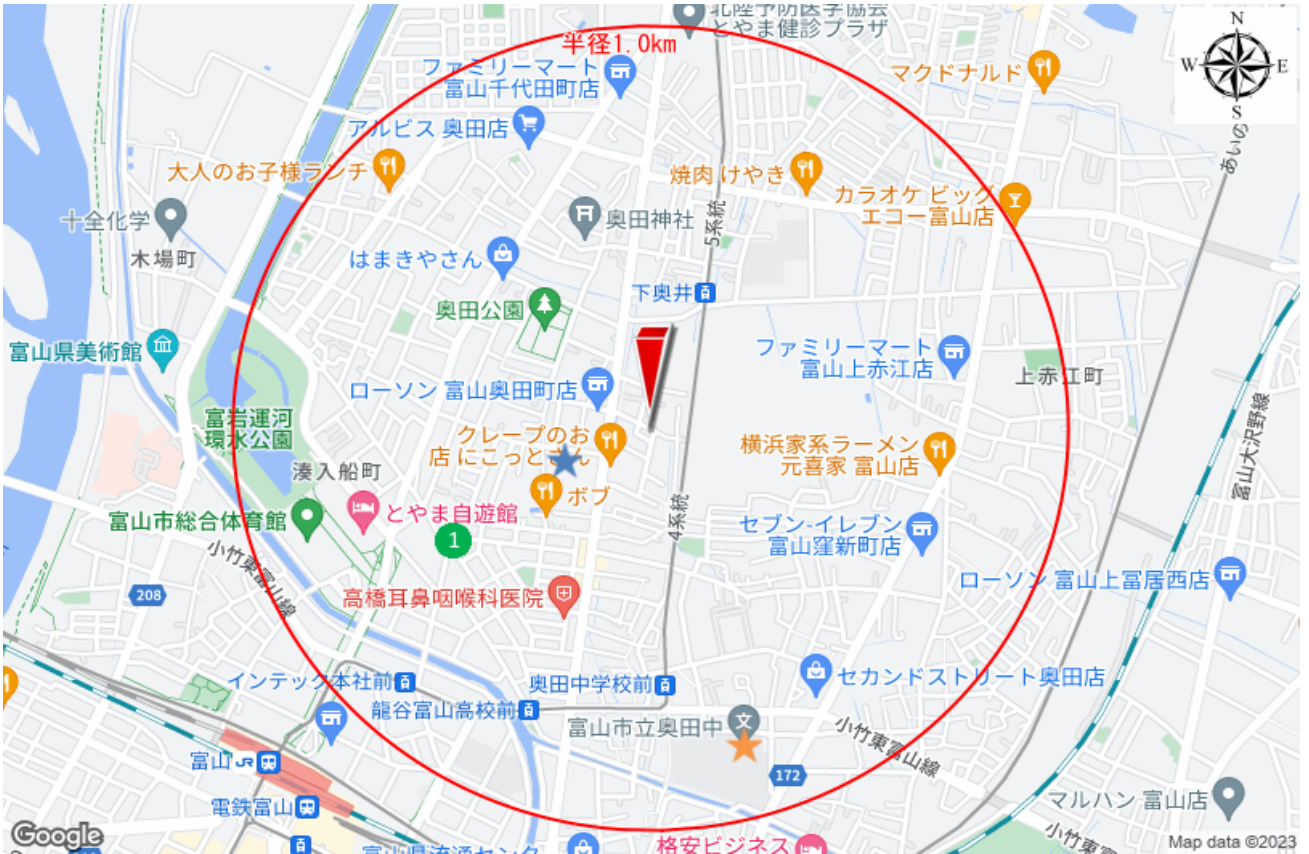 北陸予防医学協会
とやま健診プラザ
N
W
E
S
半径1.0km
ファミリーマート
富山千代田町店
マクドナルド
アルビス 奥田店
あいの
大人のお子様ランチ
焼肉 けやき
カラオケ ビッグ
エコー富山店
十全化学
奥田神社
5系統
木場町
はまきやさん
下奥井
奥田公園
富山県美術館
ファミリーマート
富山上赤江店
上赤江町
ローソン 富山奥田町店
富岩運河
環水公園
クレープのお
店 にこっとさん
横浜家系ラーメン
元喜家 富山店
富山大沢野線
湊入船町
ボブ
とやま自遊館
4系統
富山市総合体育館
1
セブン-イレブン
富山窪新町店
小竹東富山線
208
高橋耳鼻咽喉科医院
ローソン 富山上冨居西店
インテック本社前
奥田中学校前
セカンドストリート奥田店
龍谷富山高校前
富山市立奥田中
文
小竹東富山線
富山
JR
172
電鉄富山
マルハン 富山店
Google
格安ビジネス
小竹東富
Map data ©2023